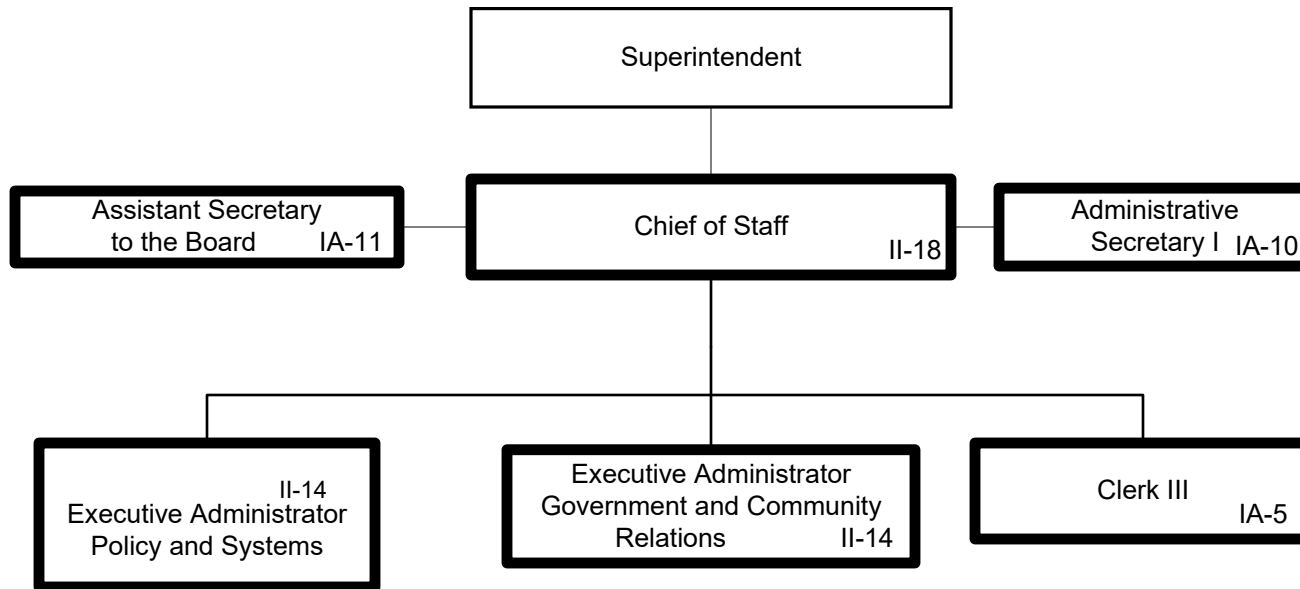 Superintendent
Assistant Secretary
to the Board IA-11
Chief of Staff
II-18
Administrative
Secretary I IA-10
II-14
Executive Administrator
Policy and Systems
Executive Administrator
Government and Community
Relations II-14
Clerk III
IA-5